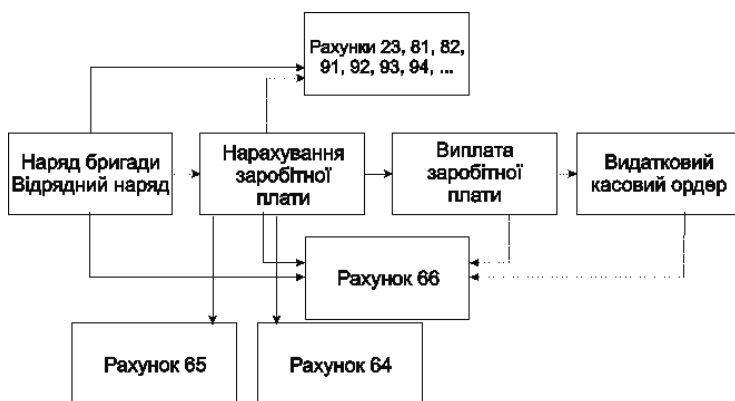 Рахунки 23, 81, 82,
91, 92, 93, 94, ...
Наряд бригади
Відрядний наряд
Нарахування
заробітної
плати
Виплата
заробітної
плати
Видатковий
касовий ордер
Рахунок 66
Рахунок 65
Рахунок 64